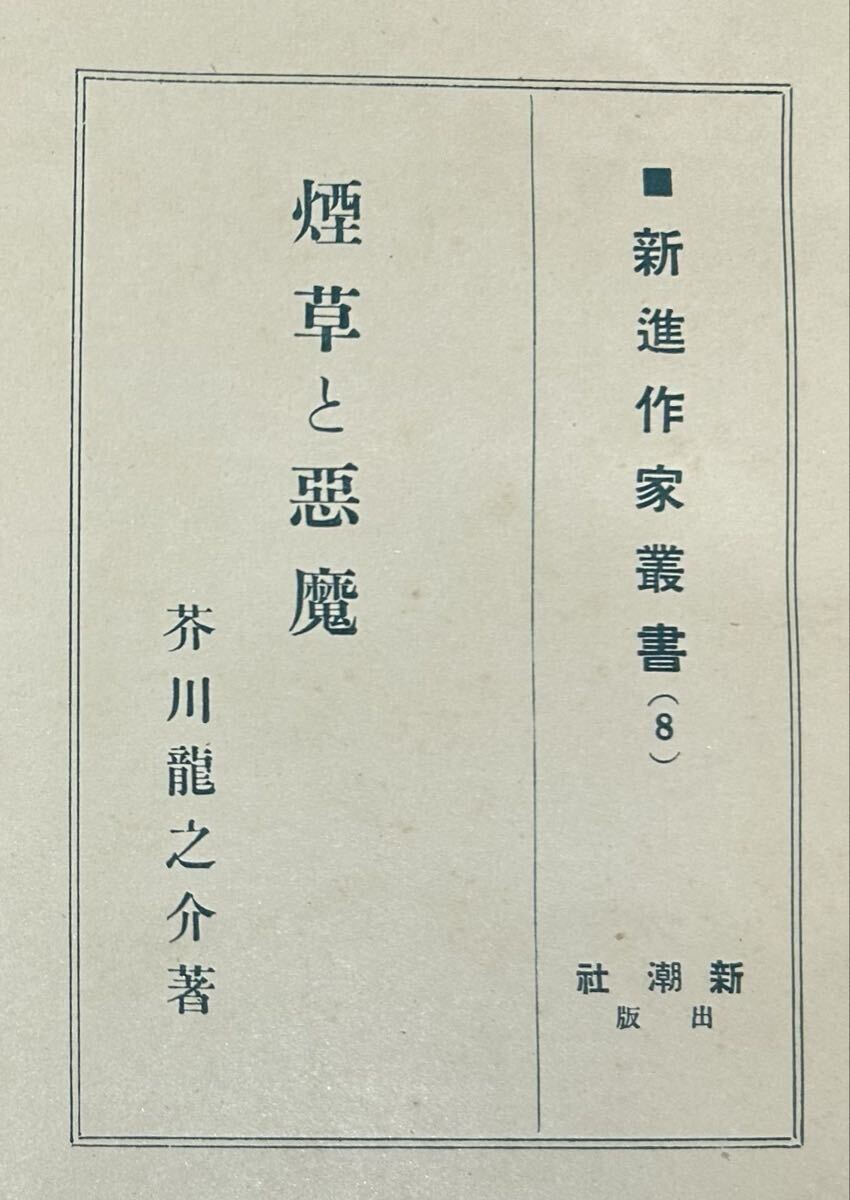 ■新進作家叢書(8)
新潮社
出版
煙草と惡魔
芥川龍之介著